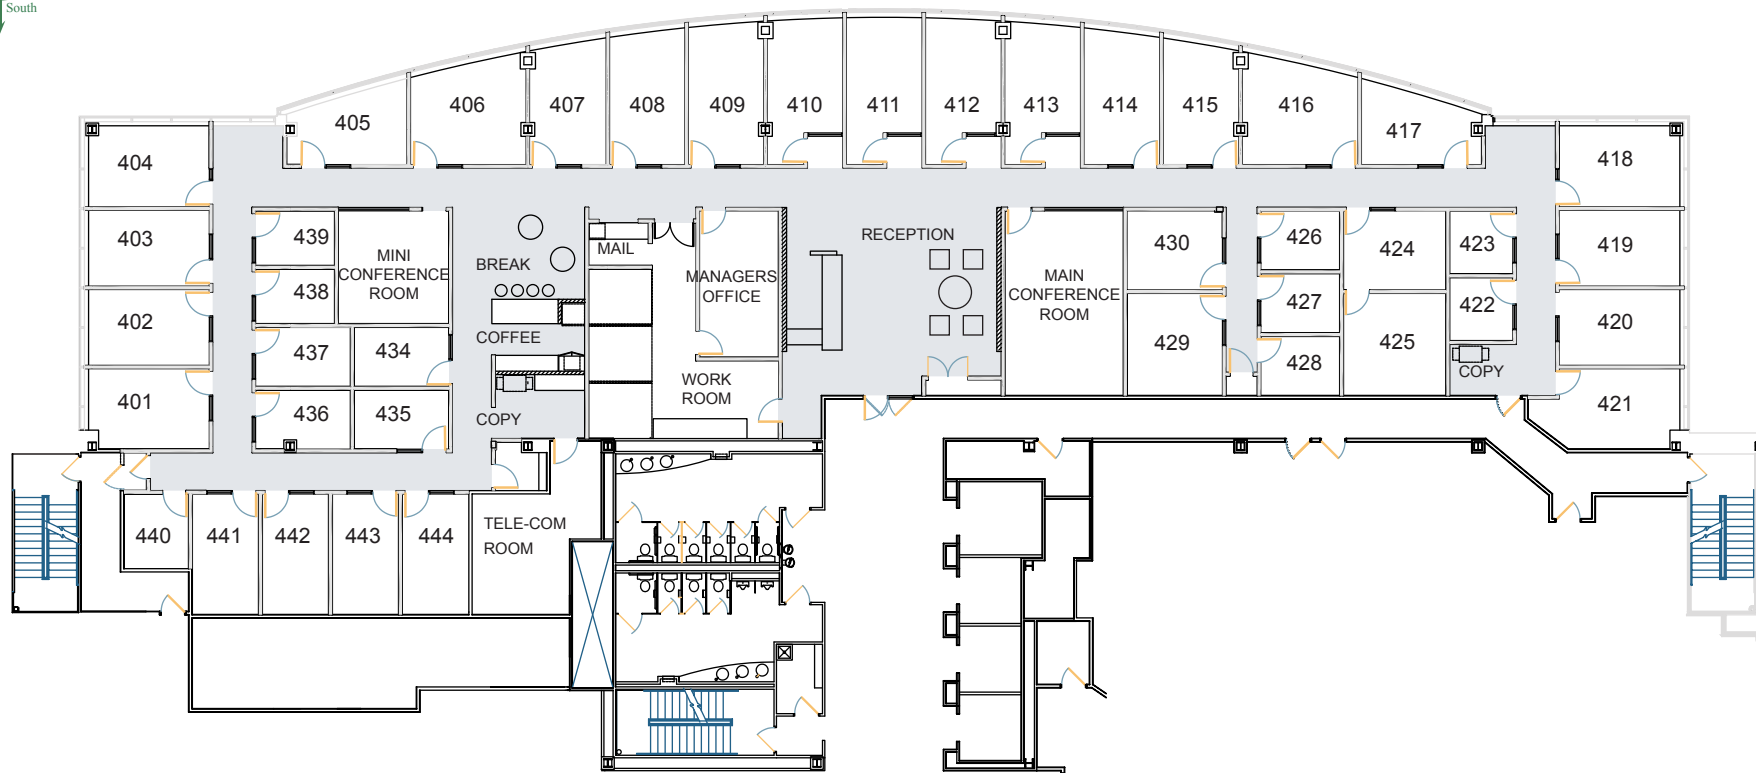 South
405
406
407
408
409
410
411
412
413
414
415
416
417
404
403
402
401
418
419
420
421
439
438
437
436
434
435
MINI
CONFERENCE
ROOM
BREAK
COFFEE
COPY
MAIL
MANAGERS
OFFICE
WORK
ROOM
RECEPTION
MAIN
CONFERENCE
ROOM
430
429
426
427
428
424
425
423
422
COPY
440
441
442
443
444
TELE-COM
ROOM